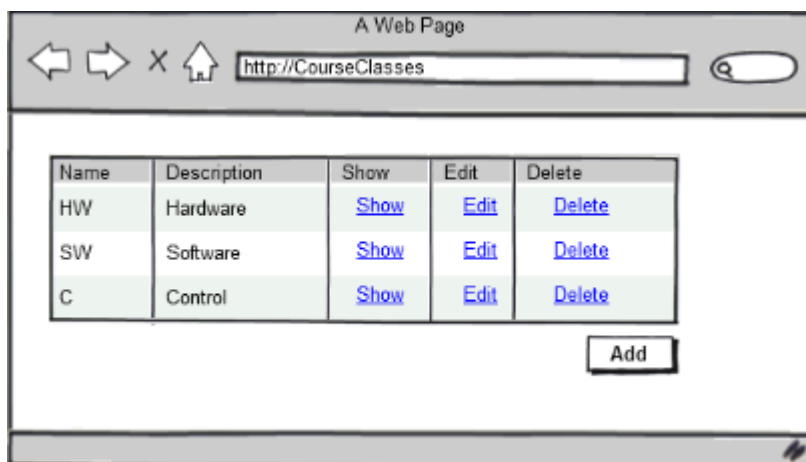 A Web Page
http://CourseClasses
Name Description Show Edit Delete
HW Hardware Show Edit Delete
SW Software Show Edit Delete
C Control Show Edit Delete
Add